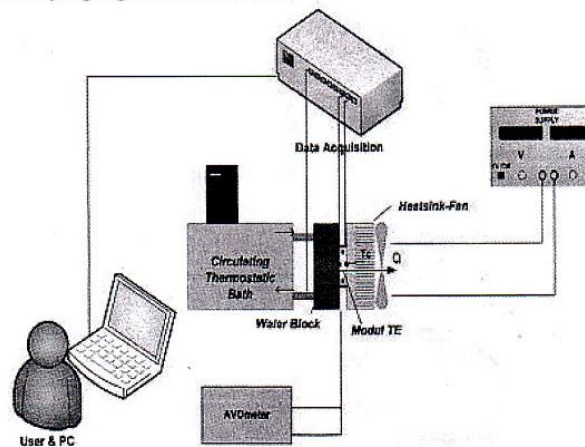 Data Acquisition
POWER
SUPPLY
V
A
Heatsink-Fan
Circulating
Thermostatic
Bath
Tc
Q
Water Block
Modul TE
AVOmeter
User & PC